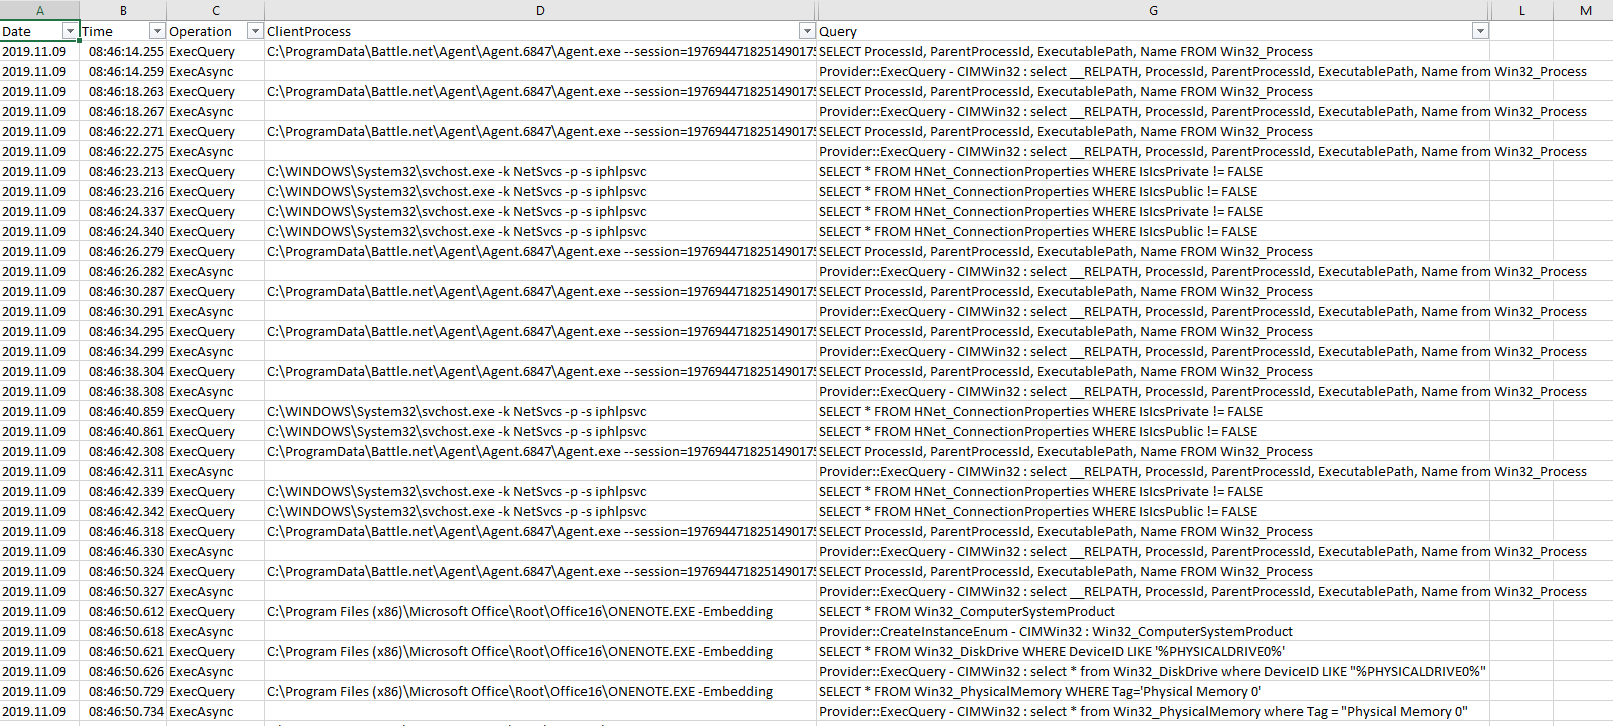 A B C D G L M
Date Time Operation ClientProcess Query
2019.11.09 08:46:14.255 ExecQuery C:\ProgramData\Battle.net\Agent\Agent.6847\Agent.exe --session=1976944718251490175 SELECT ProcessId, ParentProcessId, ExecutablePath, Name FROM Win32_Process
2019.11.09 08:46:14.259 ExecAsync Provider::ExecQuery - CIMWin32 : select __RELPATH, ProcessId, ParentProcessId, ExecutablePath, Name from Win32_Process
2019.11.09 08:46:18.263 ExecQuery C:\ProgramData\Battle.net\Agent\Agent.6847\Agent.exe --session=1976944718251490175 SELECT ProcessId, ParentProcessId, ExecutablePath, Name FROM Win32_Process
2019.11.09 08:46:18.267 ExecAsync Provider::ExecQuery - CIMWin32 : select __RELPATH, ProcessId, ParentProcessId, ExecutablePath, Name from Win32_Process
2019.11.09 08:46:22.271 ExecQuery C:\ProgramData\Battle.net\Agent\Agent.6847\Agent.exe --session=1976944718251490175 SELECT ProcessId, ParentProcessId, ExecutablePath, Name FROM Win32_Process
2019.11.09 08:46:22.275 ExecAsync Provider::ExecQuery - CIMWin32 : select __RELPATH, ProcessId, ParentProcessId, ExecutablePath, Name from Win32_Process
2019.11.09 08:46:23.213 ExecQuery C:\WINDOWS\System32\svchost.exe -k NetSvcs -p -s iphlpsvc SELECT * FROM HNet_ConnectionProperties WHERE IsIcsPrivate != FALSE
2019.11.09 08:46:23.216 ExecQuery C:\WINDOWS\System32\svchost.exe -k NetSvcs -p -s iphlpsvc SELECT * FROM HNet_ConnectionProperties WHERE IsIcsPublic != FALSE
2019.11.09 08:46:24.337 ExecQuery C:\WINDOWS\System32\svchost.exe -k NetSvcs -p -s iphlpsvc SELECT * FROM HNet_ConnectionProperties WHERE IsIcsPrivate != FALSE
2019.11.09 08:46:24.340 ExecQuery C:\WINDOWS\System32\svchost.exe -k NetSvcs -p -s iphlpsvc SELECT * FROM HNet_ConnectionProperties WHERE IsIcsPublic != FALSE
2019.11.09 08:46:26.279 ExecQuery C:\ProgramData\Battle.net\Agent\Agent.6847\Agent.exe --session=1976944718251490175 SELECT ProcessId, ParentProcessId, ExecutablePath, Name FROM Win32_Process
2019.11.09 08:46:26.282 ExecAsync Provider::ExecQuery - CIMWin32 : select __RELPATH, ProcessId, ParentProcessId, ExecutablePath, Name from Win32_Process
2019.11.09 08:46:30.287 ExecQuery C:\ProgramData\Battle.net\Agent\Agent.6847\Agent.exe --session=1976944718251490175 SELECT ProcessId, ParentProcessId, ExecutablePath, Name FROM Win32_Process
2019.11.09 08:46:30.291 ExecAsync Provider::ExecQuery - CIMWin32 : select __RELPATH, ProcessId, ParentProcessId, ExecutablePath, Name from Win32_Process
2019.11.09 08:46:34.295 ExecQuery C:\ProgramData\Battle.net\Agent\Agent.6847\Agent.exe --session=1976944718251490175 SELECT ProcessId, ParentProcessId, ExecutablePath, Name FROM Win32_Process
2019.11.09 08:46:34.299 ExecAsync Provider::ExecQuery - CIMWin32 : select __RELPATH, ProcessId, ParentProcessId, ExecutablePath, Name from Win32_Process
2019.11.09 08:46:38.304 ExecQuery C:\ProgramData\Battle.net\Agent\Agent.6847\Agent.exe --session=1976944718251490175 SELECT ProcessId, ParentProcessId, ExecutablePath, Name FROM Win32_Process
2019.11.09 08:46:38.308 ExecAsync Provider::ExecQuery - CIMWin32 : select __RELPATH, ProcessId, ParentProcessId, ExecutablePath, Name from Win32_Process
2019.11.09 08:46:40.859 ExecQuery C:\WINDOWS\System32\svchost.exe -k NetSvcs -p -s iphlpsvc SELECT * FROM HNet_ConnectionProperties WHERE IsIcsPrivate != FALSE
2019.11.09 08:46:40.861 ExecQuery C:\WINDOWS\System32\svchost.exe -k NetSvcs -p -s iphlpsvc SELECT * FROM HNet_ConnectionProperties WHERE IsIcsPublic != FALSE
2019.11.09 08:46:42.308 ExecQuery C:\ProgramData\Battle.net\Agent\Agent.6847\Agent.exe --session=1976944718251490175 SELECT ProcessId, ParentProcessId, ExecutablePath, Name FROM Win32_Process
2019.11.09 08:46:42.311 ExecAsync Provider::ExecQuery - CIMWin32 : select __RELPATH, ProcessId, ParentProcessId, ExecutablePath, Name from Win32_Process
2019.11.09 08:46:42.339 ExecQuery C:\WINDOWS\System32\svchost.exe -k NetSvcs -p -s iphlpsvc SELECT * FROM HNet_ConnectionProperties WHERE IsIcsPrivate != FALSE
2019.11.09 08:46:42.342 ExecQuery C:\WINDOWS\System32\svchost.exe -k NetSvcs -p -s iphlpsvc SELECT * FROM HNet_ConnectionProperties WHERE IsIcsPublic != FALSE
2019.11.09 08:46:46.318 ExecQuery C:\ProgramData\Battle.net\Agent\Agent.6847\Agent.exe --session=1976944718251490175 SELECT ProcessId, ParentProcessId, ExecutablePath, Name FROM Win32_Process
2019.11.09 08:46:46.330 ExecAsync Provider::ExecQuery - CIMWin32 : select __RELPATH, ProcessId, ParentProcessId, ExecutablePath, Name from Win32_Process
2019.11.09 08:46:50.324 ExecQuery C:\ProgramData\Battle.net\Agent\Agent.6847\Agent.exe --session=1976944718251490175 SELECT ProcessId, ParentProcessId, ExecutablePath, Name FROM Win32_Process
2019.11.09 08:46:50.327 ExecAsync Provider::ExecQuery - CIMWin32 : select __RELPATH, ProcessId, ParentProcessId, ExecutablePath, Name from Win32_Process
2019.11.09 08:46:50.612 ExecQuery C:\Program Files (x86)\Microsoft Office\Root\Office16\ONENOTE.EXE -Embedding SELECT * FROM Win32_ComputerSystemProduct
2019.11.09 08:46:50.618 ExecAsync Provider::CreateInstanceEnum - CIMWin32 : Win32_ComputerSystemProduct
2019.11.09 08:46:50.621 ExecQuery C:\Program Files (x86)\Microsoft Office\Root\Office16\ONENOTE.EXE -Embedding SELECT * FROM Win32_DiskDrive WHERE DeviceID LIKE '%PHYSICALDRIVE0%'
2019.11.09 08:46:50.626 ExecAsync Provider::ExecQuery - CIMWin32 : select * from Win32_DiskDrive where DeviceID LIKE "%PHYSICALDRIVE0%"
2019.11.09 08:46:50.729 ExecQuery C:\Program Files (x86)\Microsoft Office\Root\Office16\ONENOTE.EXE -Embedding SELECT * FROM Win32_PhysicalMemory WHERE Tag='Physical Memory 0'
2019.11.09 08:46:50.734 ExecAsync Provider::ExecQuery - CIMWin32 : select * from Win32_PhysicalMemory where Tag = "Physical Memory 0"